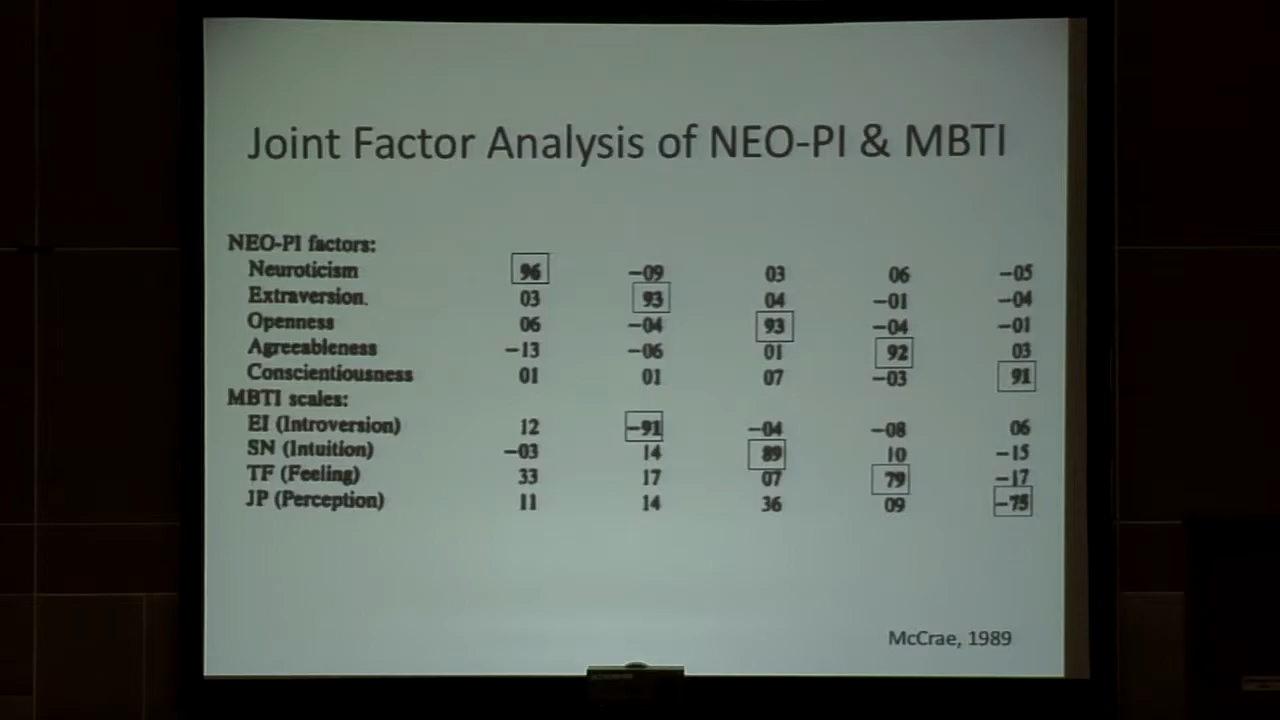 Joint Factor Analysis of NEO-PI & MBTI
NEO-PI factors:
Neuroticism 96 −09 03 06 −05
Extraversion 03 93 04 −01 −04
Openness 06 −04 93 −04 −01
Agreeableness −13 −06 01 92 03
Conscientiousness 01 01 07 −03 91
MBTI scales:
EI (Introversion) 12 −91 −04 −08 06
SN (Intuition) −03 14 89 10 −15
TF (Feeling) 33 17 07 79 −17
JP (Perception) 11 14 36 09 −75
McCrae, 1989